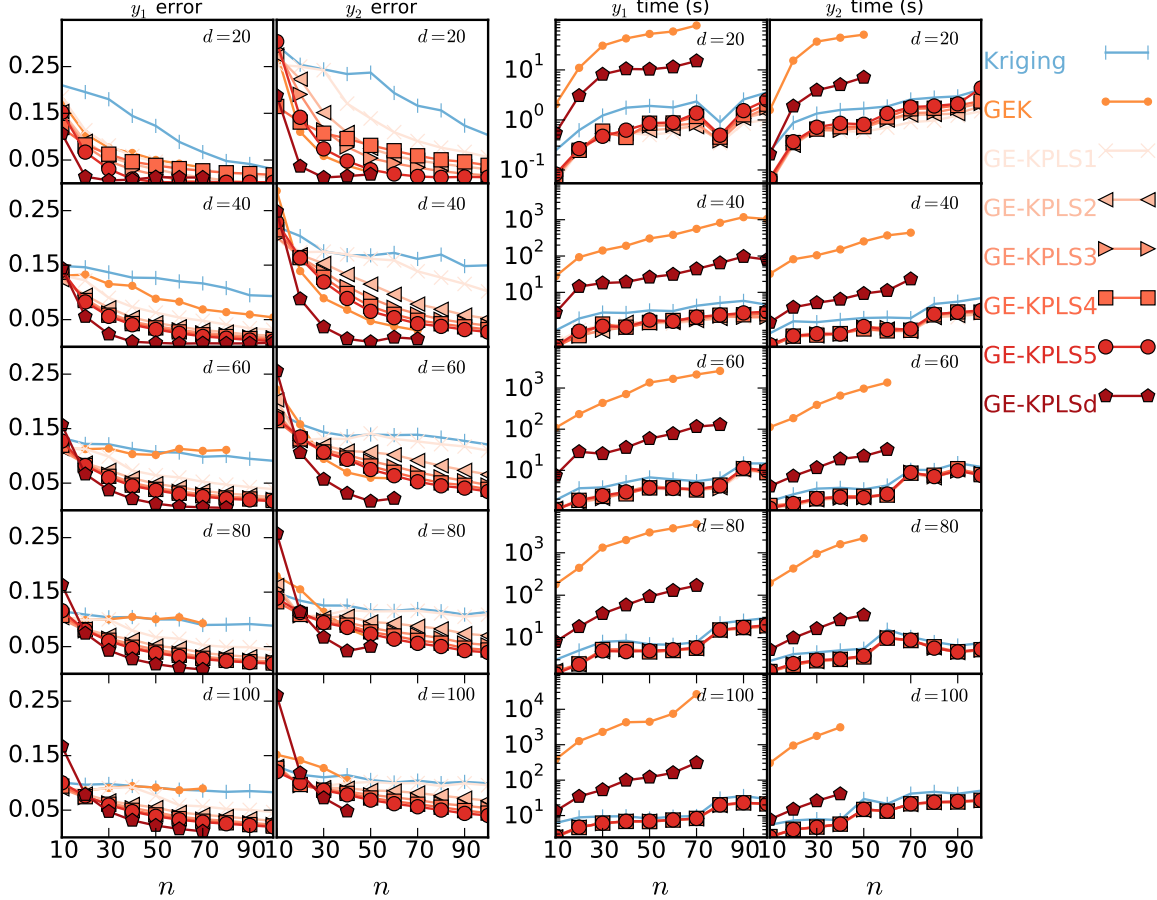 y1 error y2 error y1 time (s) y2 time (s)
d=20 d=20 d=20 d=20
0.25
0.15
0.05
10^1
10^0
10^-1
d=40 d=40 d=40 d=40
0.25
0.15
0.05
10^3
10^2
10^1
d=60 d=60 d=60 d=60
0.25
0.15
0.05
10^3
10^2
10^1
d=80 d=80 d=80 d=80
0.25
0.15
0.05
10^3
10^2
10^1
d=100 d=100 d=100 d=100
0.25
0.15
0.05
10^4
10^3
10^2
10^1
10 30 50 70 90 10 30 50 70 90 10 30 50 70 90 10 30 50 70 90
n n n n
Kriging
GEK
GE-KPLS1
GE-KPLS2
GE-KPLS3
GE-KPLS4
GE-KPLS5
GE-KPLSd